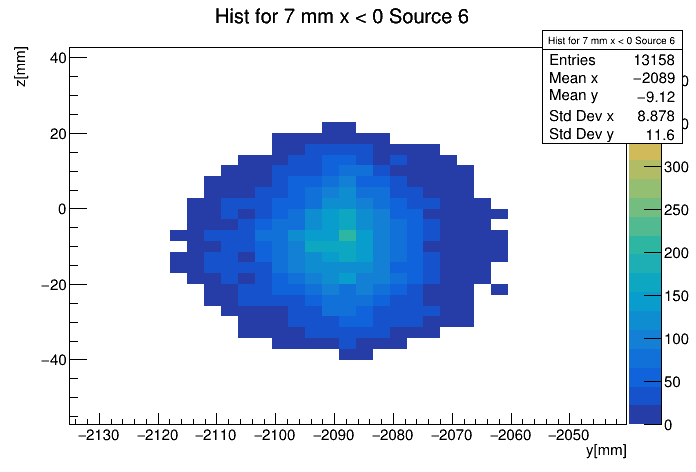 Hist for 7 mm x < 0 Source 6
Hist for 7 mm x < 0 Source 6
Entries 13158
Mean x −2089
Mean y −9.12
Std Dev x 8.878
Std Dev y 11.6
z[mm]
40
20
0
−20
−40
−2130 −2120 −2110 −2100 −2090 −2080 −2070 −2060 −2050
y[mm]
0
0
300
250
200
150
100
50
0